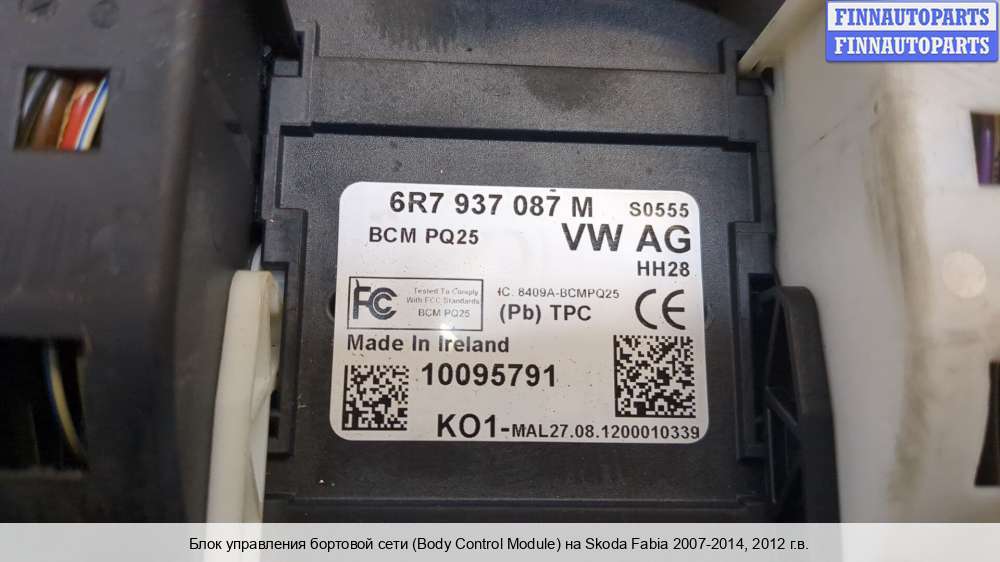 FINNAUTOPARTS
FINNAUTOPARTS
6R7 937 087 M S0555
BCM PQ25 VW AG
HH28
FC Tested To Comply
With FCC Standards
BCM PQ25
IC. 8409A-BCMPQ25
(Pb) TPC CE
Made In Ireland
10095791
KO1-MAL27.08.1200010339
Блок управления бортовой сети (Body Control Module) на Skoda Fabia 2007-2014, 2012 г.в.